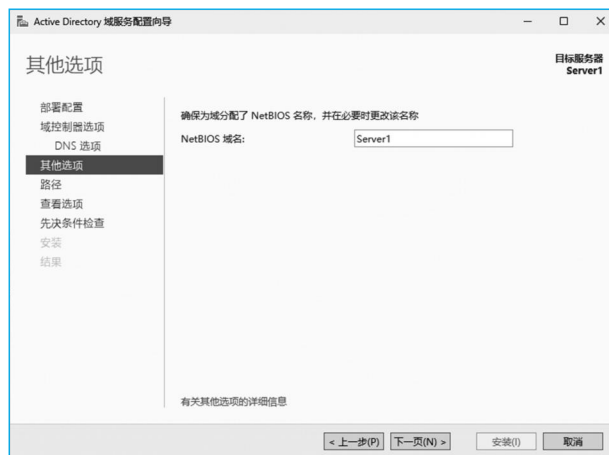 Active Directory 域服务配置向导
其他选项
目标服务器
Server1
部署配置
域控制器选项
DNS 选项
其他选项
路径
查看选项
先决条件检查
安装
结果
确保为域分配了 NetBIOS 名称，并在必要时更改该名称
NetBIOS 域名: Server1
有关其他选项的详细信息
< 上一步(P) 下一页(N) > 安装(I) 取消